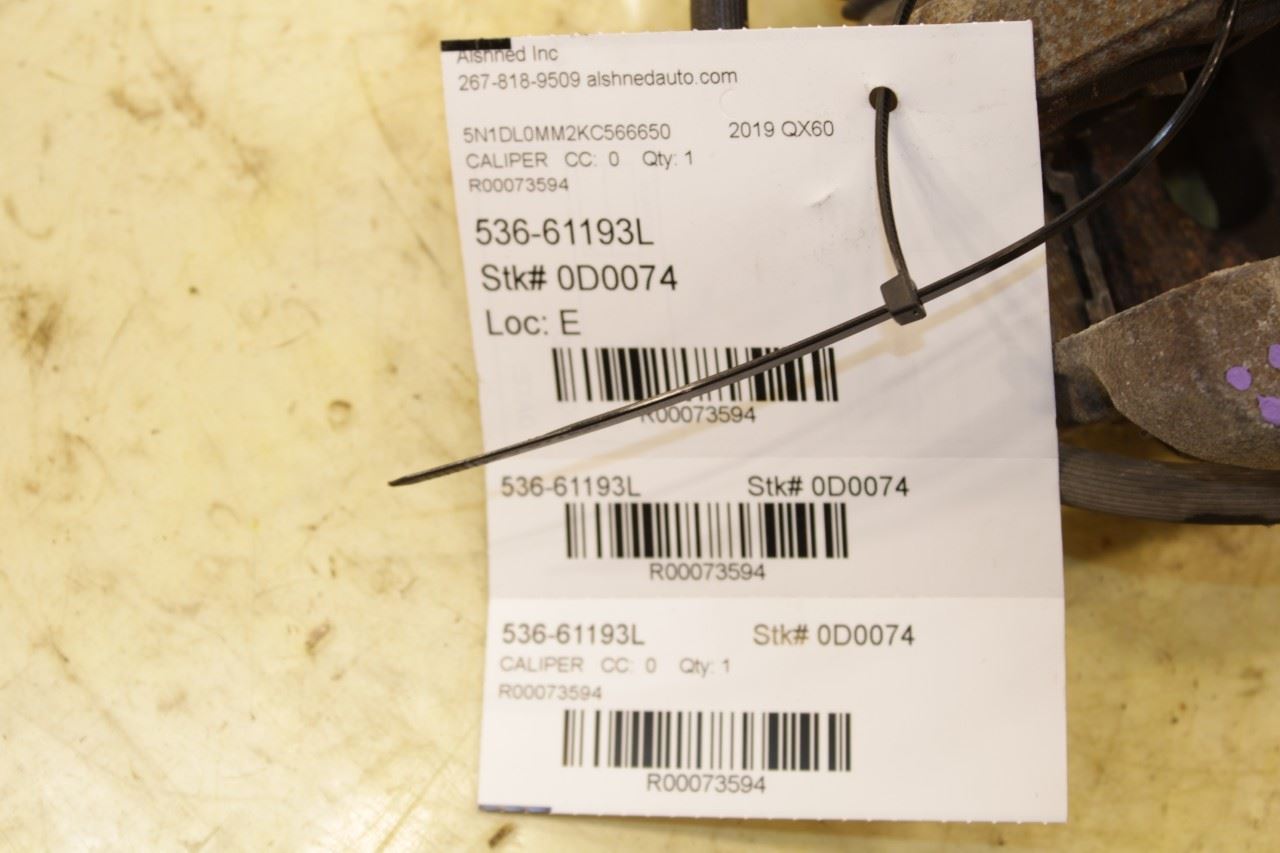 Alshned Inc
267-818-9509 alshnedauto.com
5N1DL0MM2KC566650 2019 QX60
CALIPER CC: 0 Qty: 1
R00073594
536-61193L
Stk# 0D0074
Loc: E
R00073594
536-61193L Stk# 0D0074
R00073594
536-61193L Stk# 0D0074
CALIPER CC: 0 Qty: 1
R00073594
R00073594